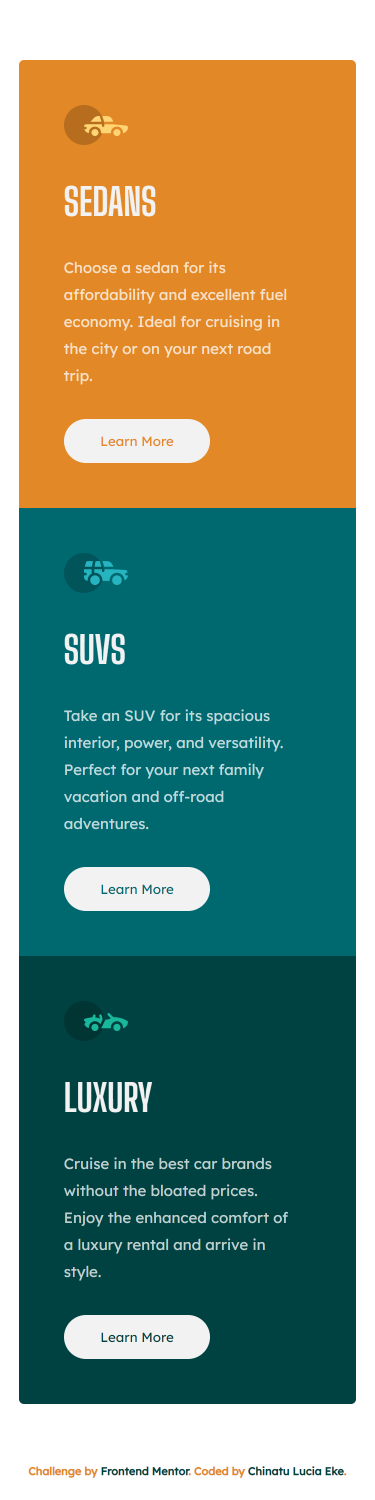 SEDANS
Choose a sedan for its
affordability and excellent fuel
economy. Ideal for cruising in
the city or on your next road
trip.
Learn More
SUVS
Take an SUV for its spacious
interior, power, and versatility.
Perfect for your next family
vacation and off-road
adventures.
Learn More
LUXURY
Cruise in the best car brands
without the bloated prices.
Enjoy the enhanced comfort of
a luxury rental and arrive in
style.
Learn More
Challenge by Frontend Mentor. Coded by Chinatu Lucia Eke.